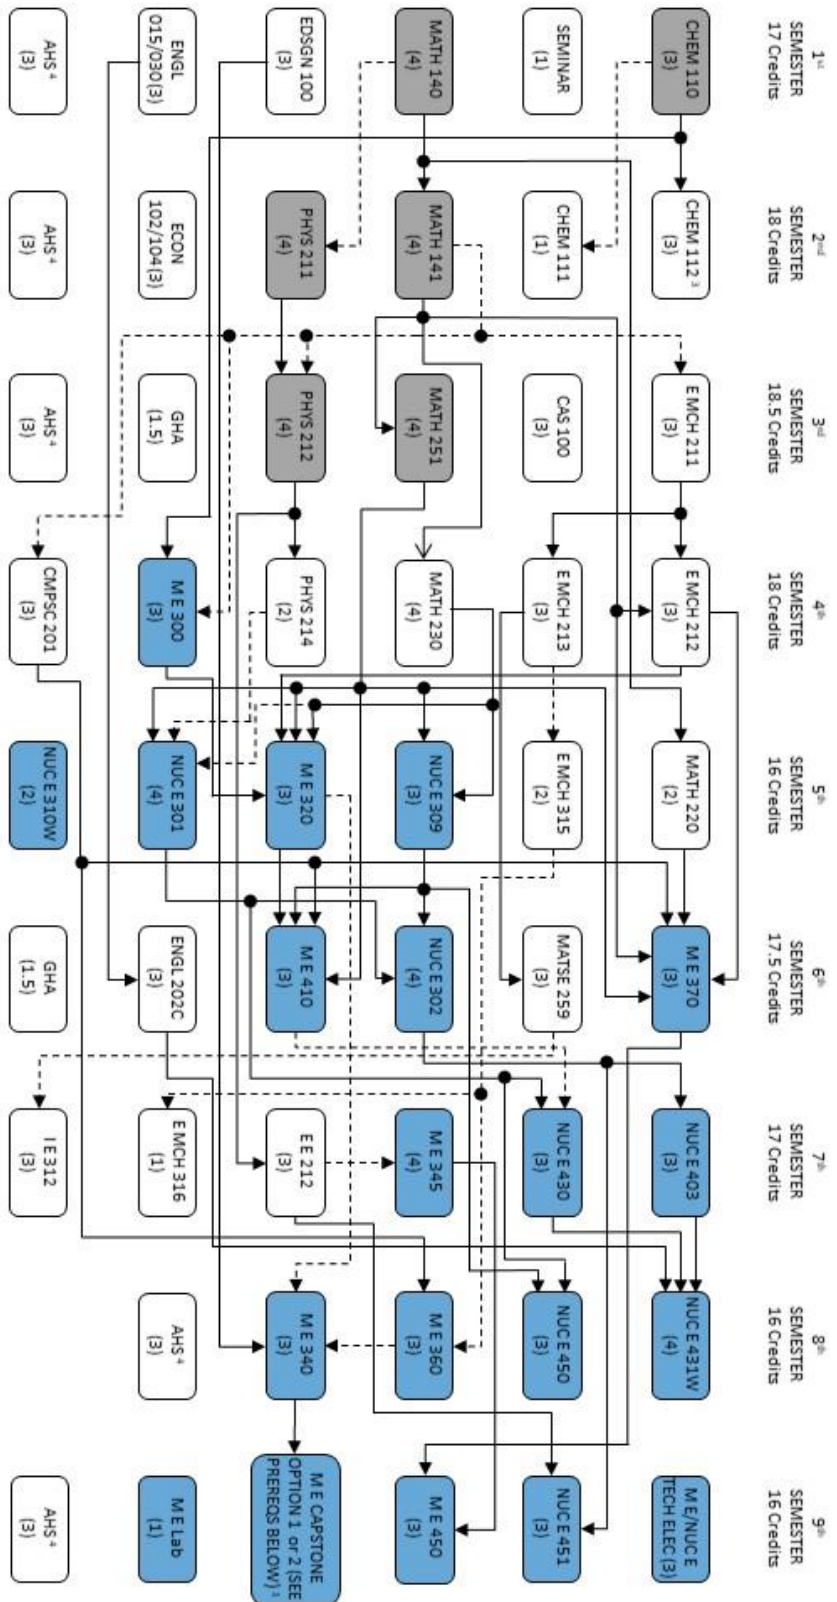 1st
SEMESTER
17 Credits
CHEM 110
(3)
SEMINAR
(1)
MATH 140
(4)
EDSGN 100
(3)
ENGL
015/030(3)
AHS 4
(3)
2nd
SEMESTER
18 Credits
CHEM 112 3
(3)
CHEM 111
(1)
MATH 141
(4)
PHYS 211
(4)
ECON
102/104(3)
AHS 4
(3)
3rd
SEMESTER
18.5 Credits
E MCH 211
(3)
CAS 100
(3)
MATH 251
(4)
PHYS 212
(4)
GHA
(1.5)
AHS 4
(3)
4th
SEMESTER
18 Credits
E MCH 212
(3)
E MCH 213
(3)
MATH 230
(4)
PHYS 214
(2)
M E 300
(3)
CMPSC 201
(3)
5th
SEMESTER
16 Credits
MATH 220
(2)
E MCH 315
(2)
NUC E 309
(3)
M E 320
(3)
NUC E 301
(4)
NUC E 310W
(2)
6th
SEMESTER
17.5 Credits
M E 370
(3)
MATSE 259
(3)
NUC E 302
(4)
M E 410
(3)
ENGL 202C
(3)
GHA
(1.5)
7th
SEMESTER
17 Credits
NUC E 403
(3)
NUC E 430
(3)
M E 345
(4)
E E 212
(3)
E MCH 316
(1)
I E 312
(3)
8th
SEMESTER
16 Credits
NUC E 431W
(4)
NUC E 450
(3)
M E 360
(3)
M E 340
(3)
AHS 4
(3)
9th
SEMESTER
16 Credits
M E/NUC E
TECH ELEC (3)
NUC E 451
(3)
M E 450
(3)
M E CAPSTONE
OPTION 1 or 2 (SEE
PREREQS BELOW) 1
M E Lab
(1)
AHS 4
(3)